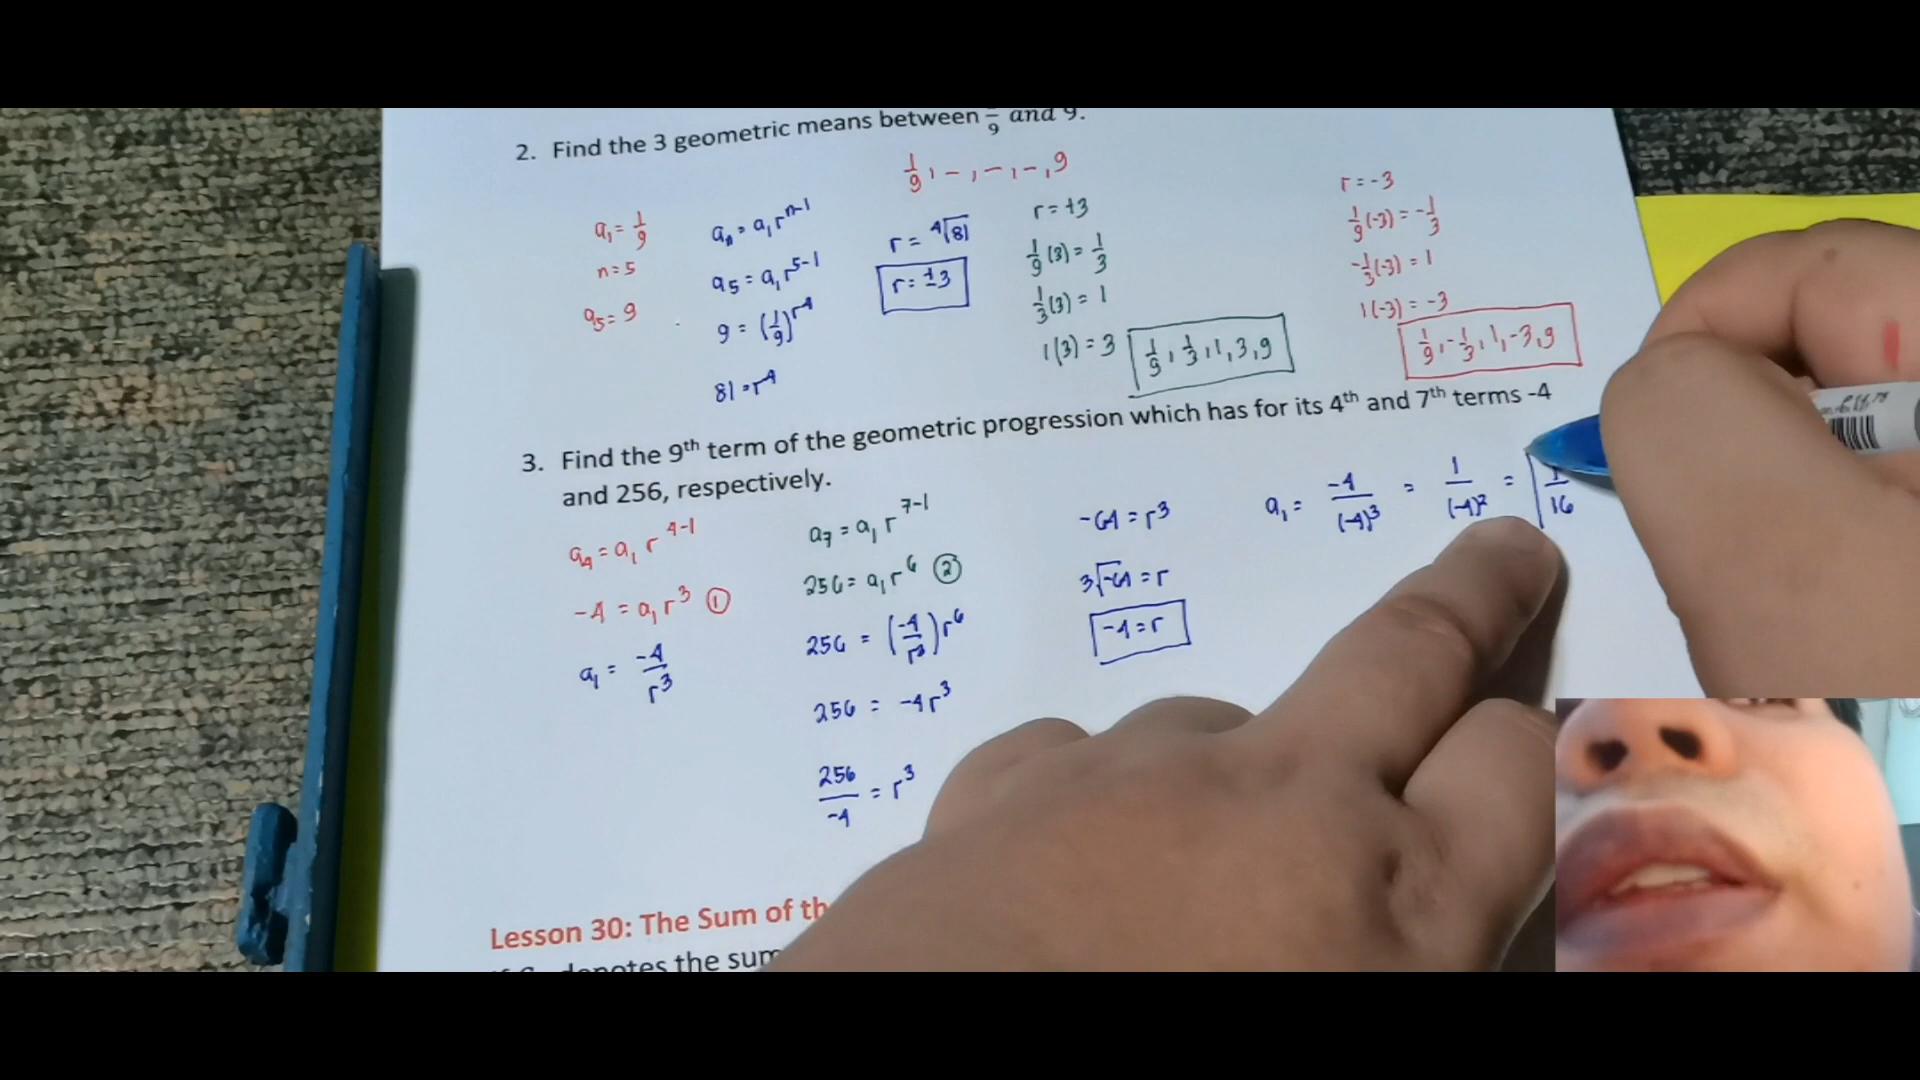 2. Find the 3 geometric means between –/9 and 9.
1/9, –, –, –, 9
a₁ = 1/9
n = 5
a₅ = 9
aₙ = a₁rⁿ⁻¹
a₅ = a₁r⁵⁻¹
9 = (1/9)r⁴
81 = r⁴
r = ⁴√81
r = ±3
r = +3
1/9(3) = 1/3
1/3(3) = 1
1(3) = 3
1/9, 1/3, 1, 3, 9
r = -3
1/9(-3) = -1/3
-1/3(-3) = 1
1(-3) = -3
1/9, -1/3, 1, -3, 9
3. Find the 9th term of the geometric progression which has for its 4th and 7th terms -4
and 256, respectively.
a₄ = a₁r⁴⁻¹
-4 = a₁r³ ①
a₁ = -4/r³
a₇ = a₁r⁷⁻¹
256 = a₁r⁶ ②
256 = (-4/r³)r⁶
256 = -4r³
256/-4 = r³
-64 = r³
3√-64 = r
-4 = r
a₁ = -4/(-4)³ = 1/(-4)² = 1/16
Lesson 30: The Sum of th
denotes the sum